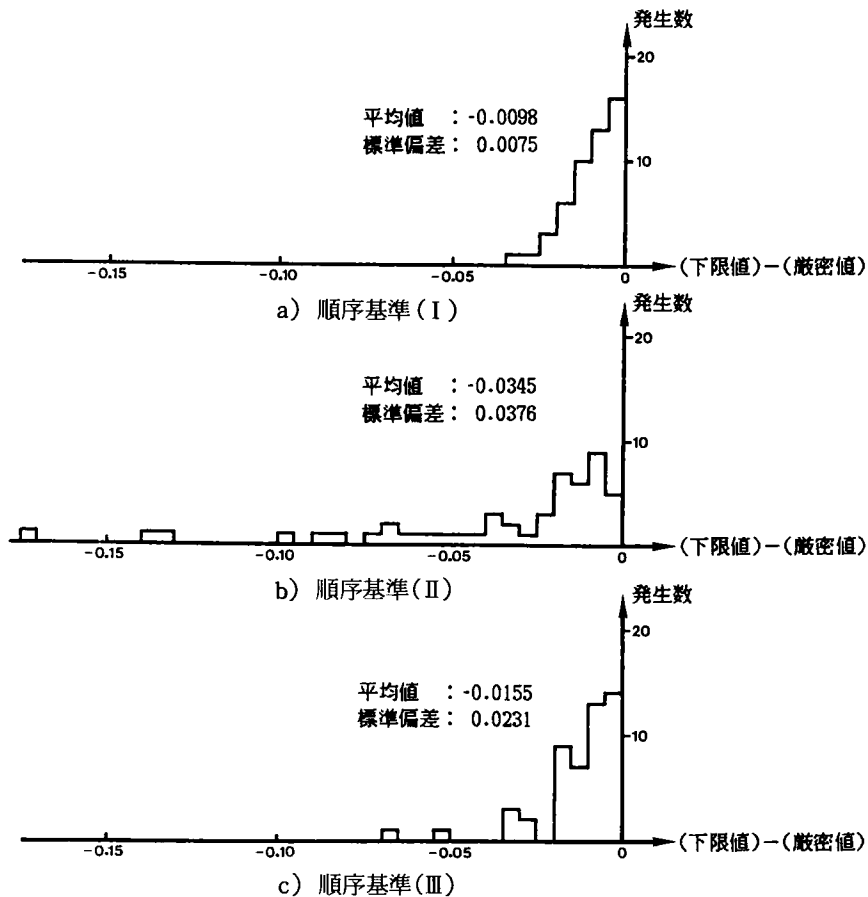 発生数
20
平均値 : -0.0098
標準偏差: 0.0075
10
-0.15 -0.10 -0.05 0 (下限値)-(厳密値)
a) 順序基準(Ⅰ)
発生数
20
平均値 : -0.0345
標準偏差: 0.0376
10
-0.15 -0.10 -0.05 0 (下限値)-(厳密値)
b) 順序基準(Ⅱ)
発生数
20
平均値 : -0.0155
標準偏差: 0.0231
10
-0.15 -0.10 -0.05 0 (下限値)-(厳密値)
c) 順序基準(Ⅲ)